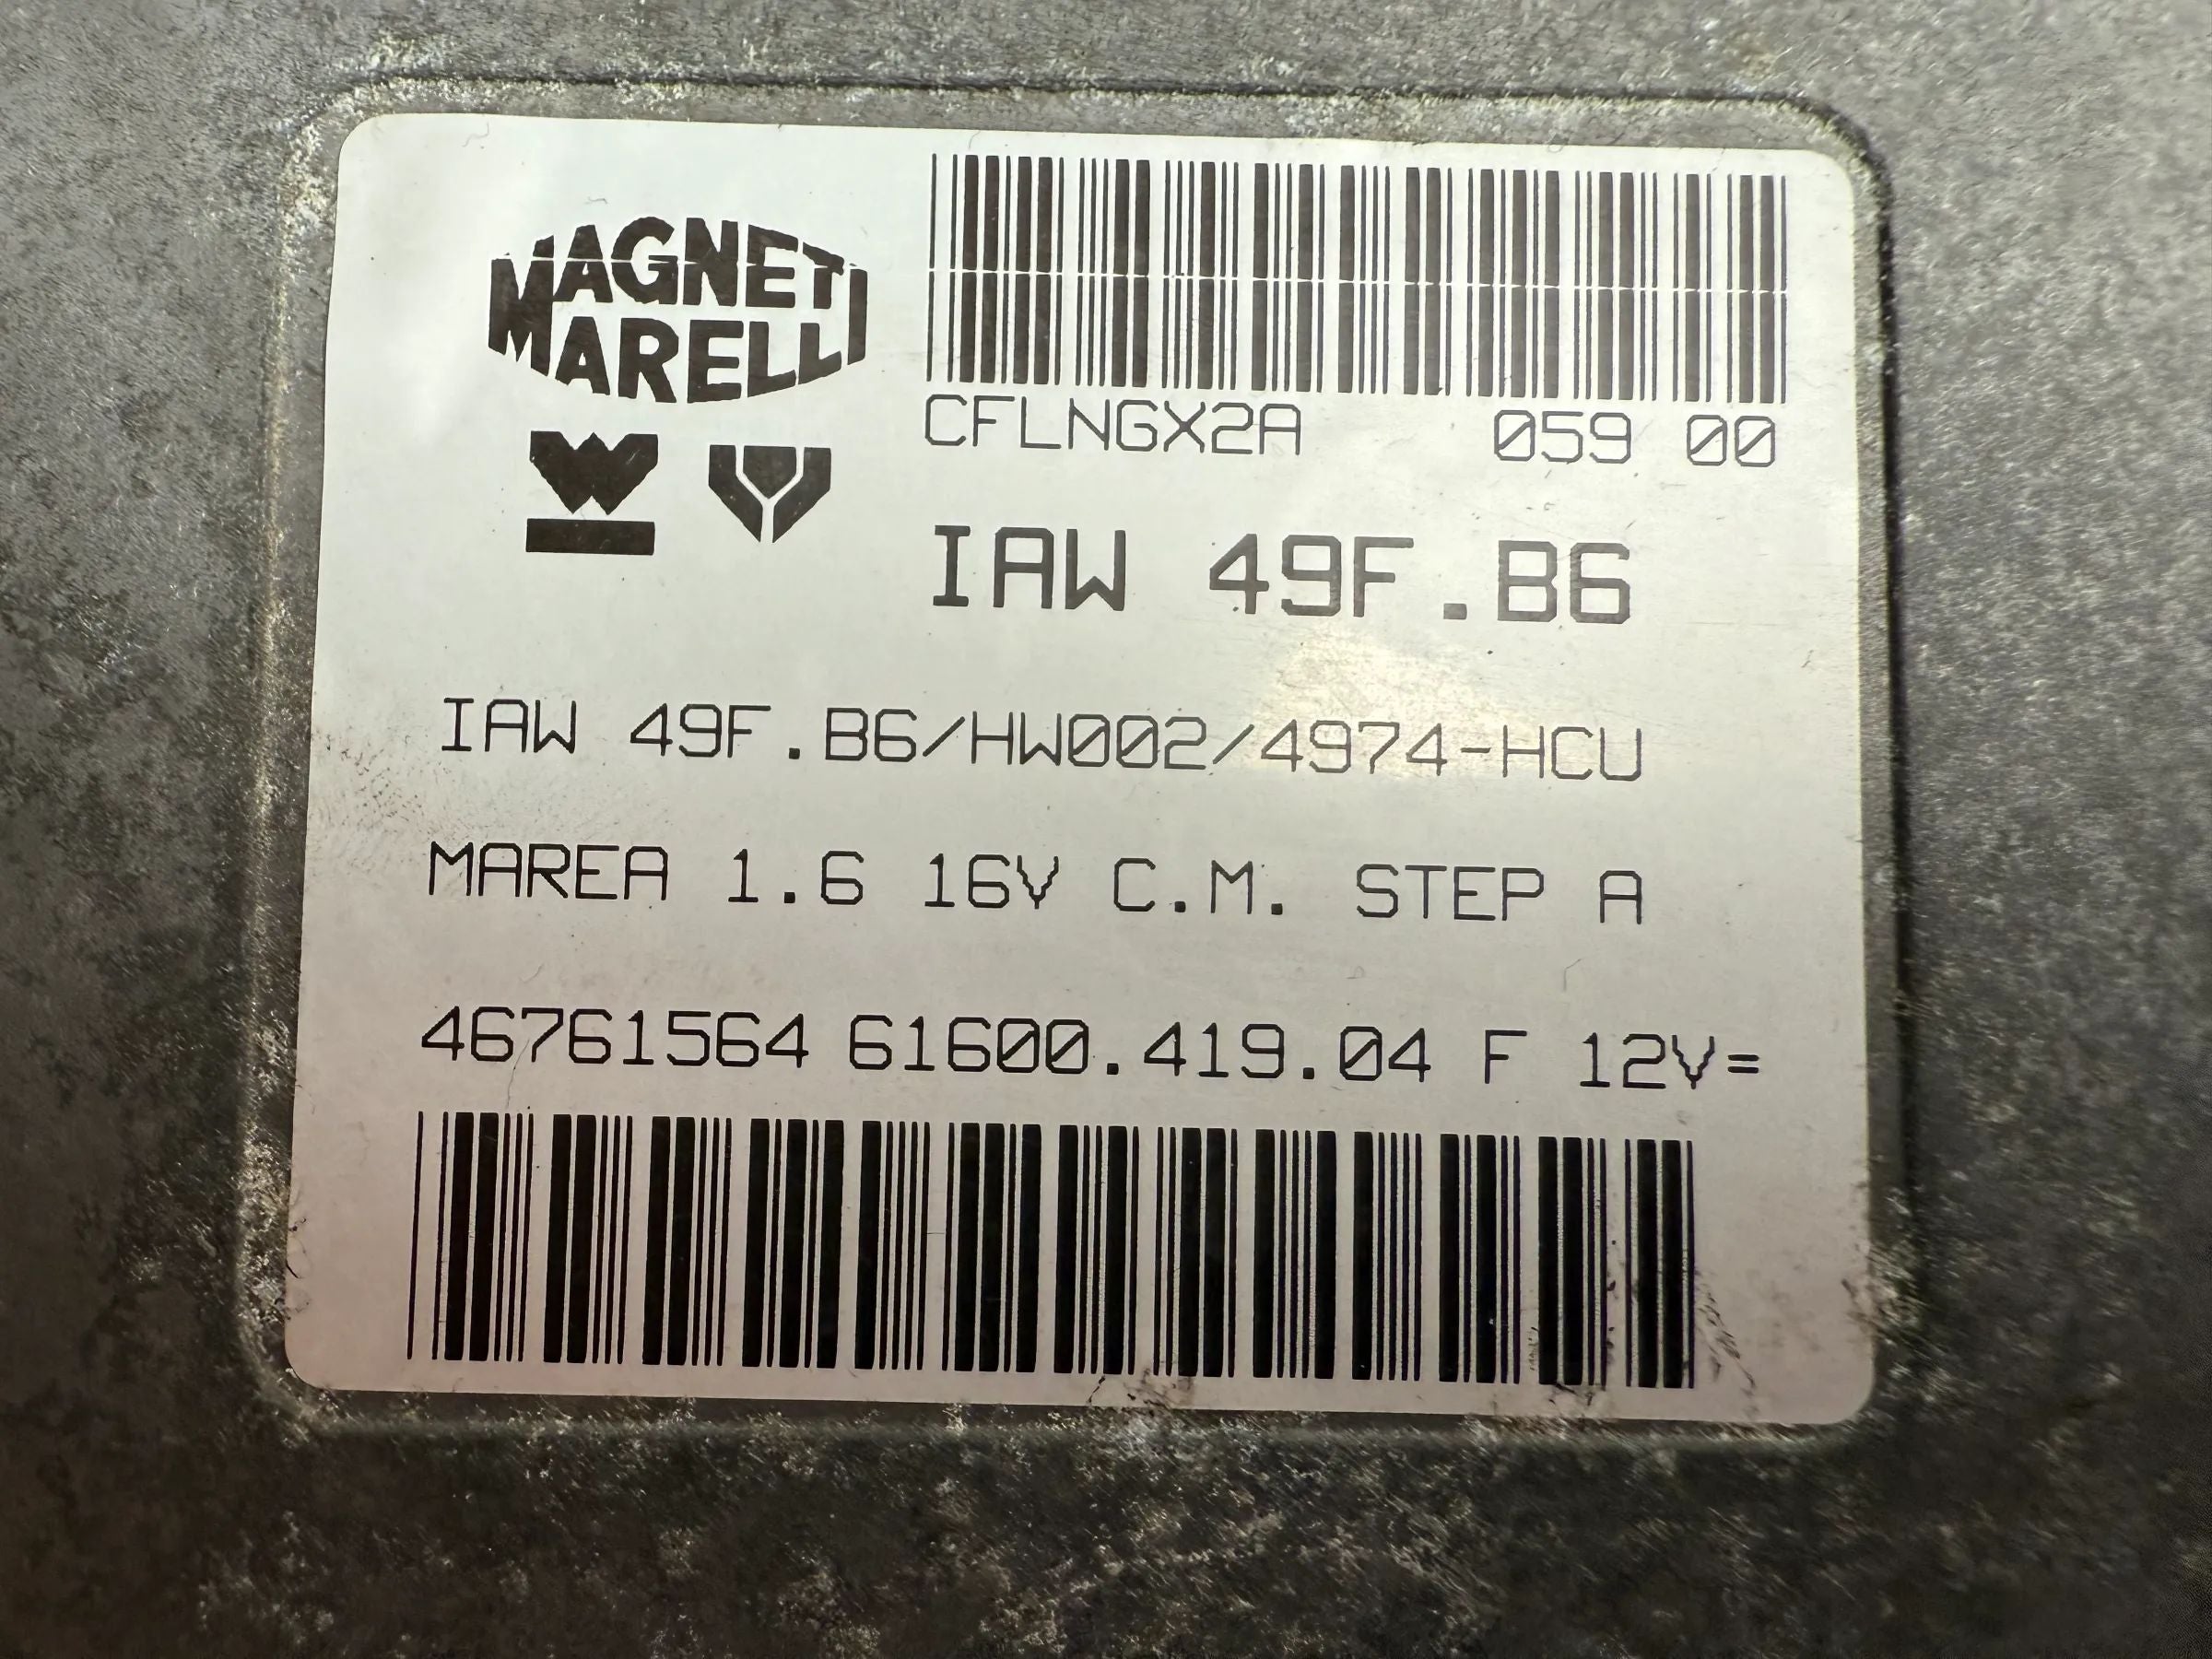 MAGNETI
MARELLI
CFLNGX2A 059 00
IAW 49F.B6
IAW 49F.B6/HW002/4974-HCU
MAREA 1.6 16V C.M. STEP A
46761564 61600.419.04 F 12V=